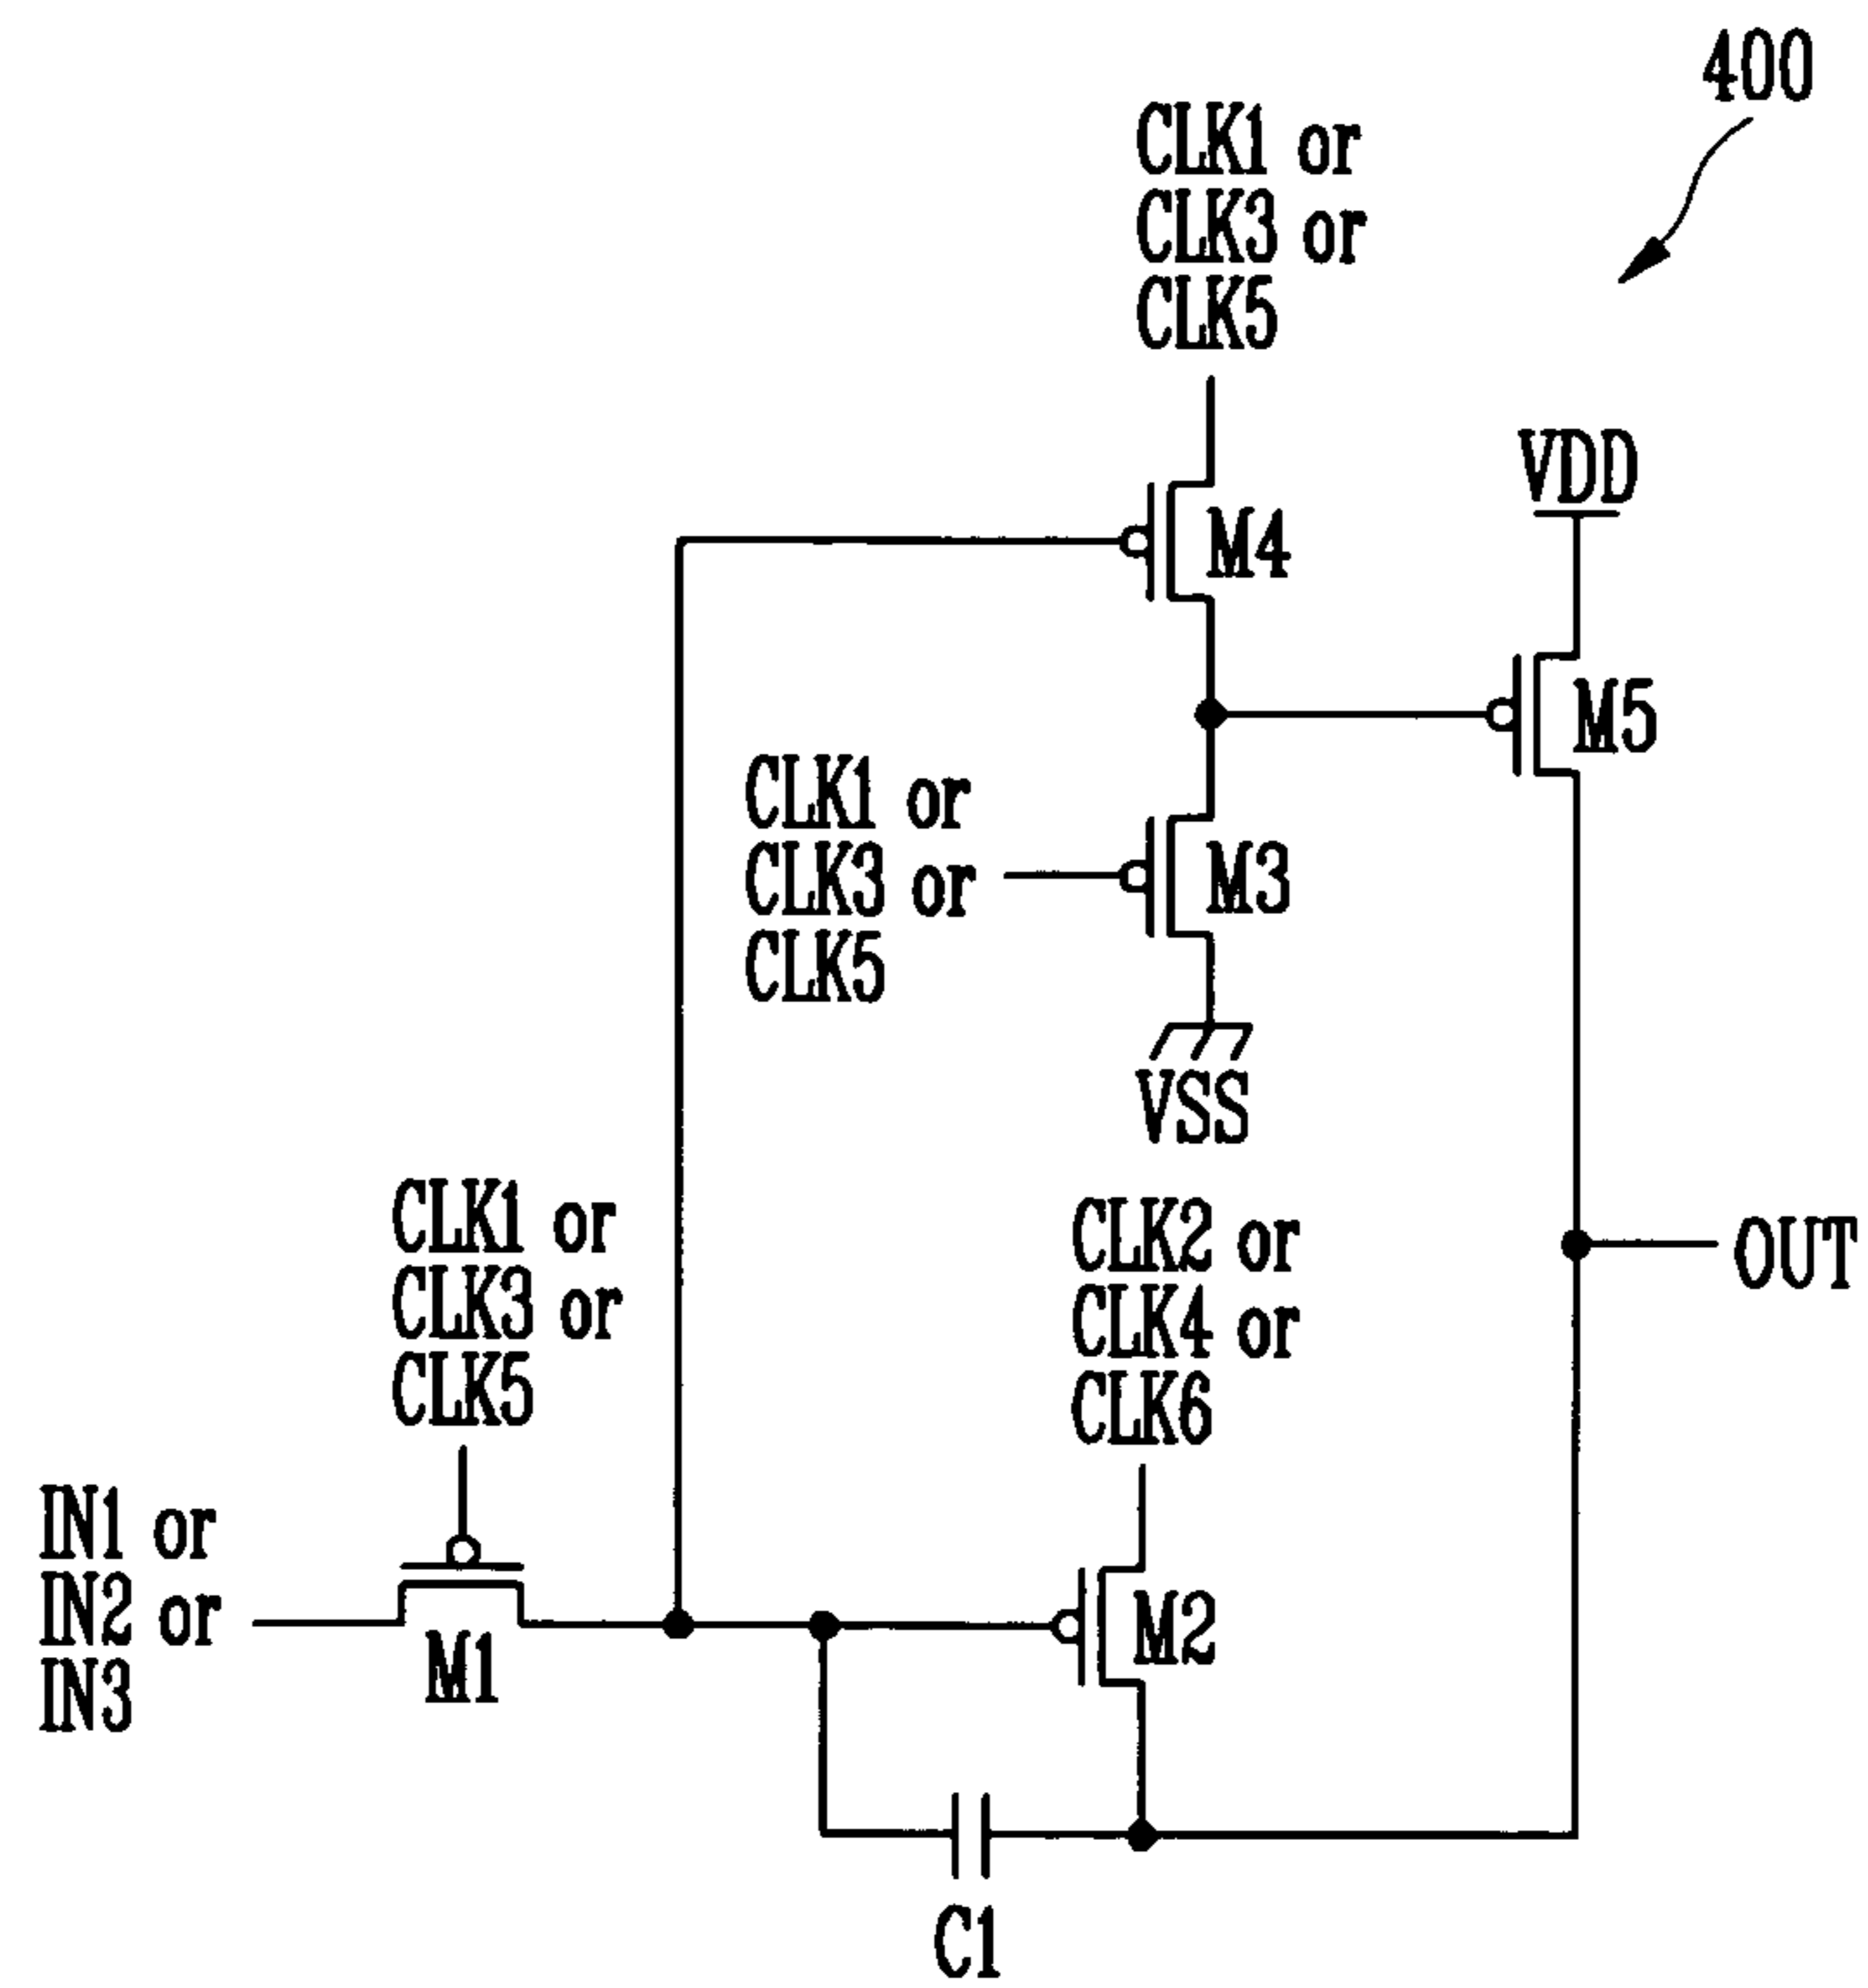 400
CLK1 or
CLK3 or
CLK5
VDD
M4
M5
CLK1 or
CLK3 or
CLK5
M3
VSS
CLK1 or
CLK3 or
CLK5
CLK2 or
CLK4 or
CLK6
OUT
IN1 or
IN2 or
IN3
M1
M2
C1